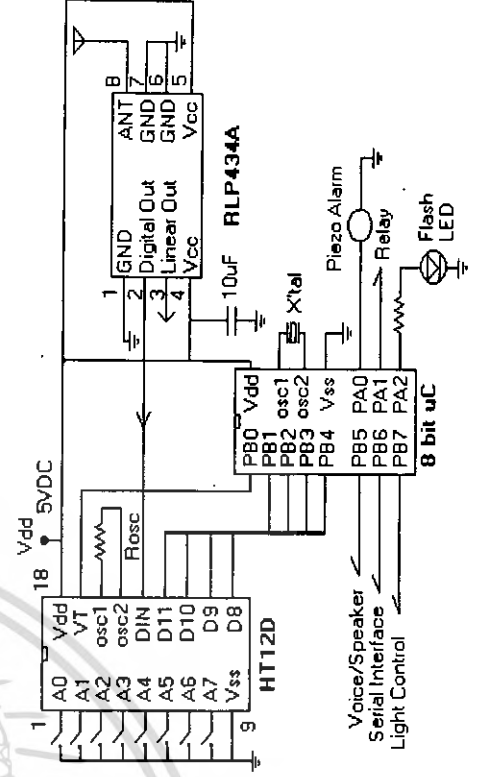 Vdd
5VDC
18
1
A0 Vdd
A1 VT
A2 osc1
A3 osc2
A4 DIN
A5 D11
A6 D10
A7 D9
Vss D8
9
HT12D
Rosc
1 GND ANT 8
2 Digital Out GND 7
3 Linear Out GND 6
4 Vcc Vcc 5
RLP434A
10uF
PB0 Vdd
PB1
PB2 osc1
PB3 osc2
PB4 Vss
PB5 PA0
PB6 PA1
PB7 PA2
8 bit uC
X'tal
Piezo Alarm
Relay
Flash
LED
Voice/Speaker
Serial Interface
Light Control